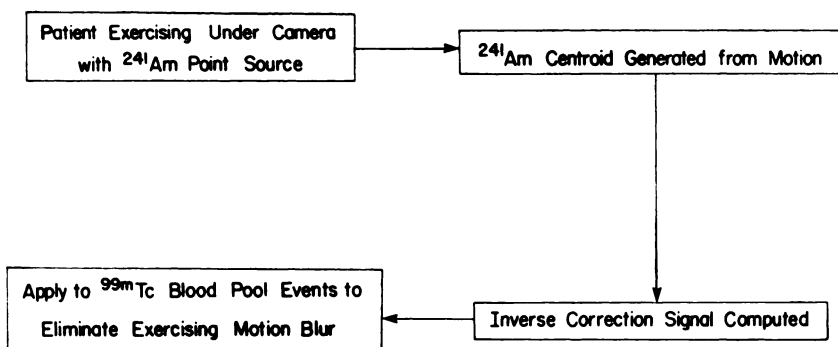 Patient Exercising Under Camera
with ²⁴¹Am Point Source
²⁴¹Am Centroid Generated from Motion
Inverse Correction Signal Computed
Apply to ⁹⁹ᵐTc Blood Pool Events to
Eliminate Exercising Motion Blur